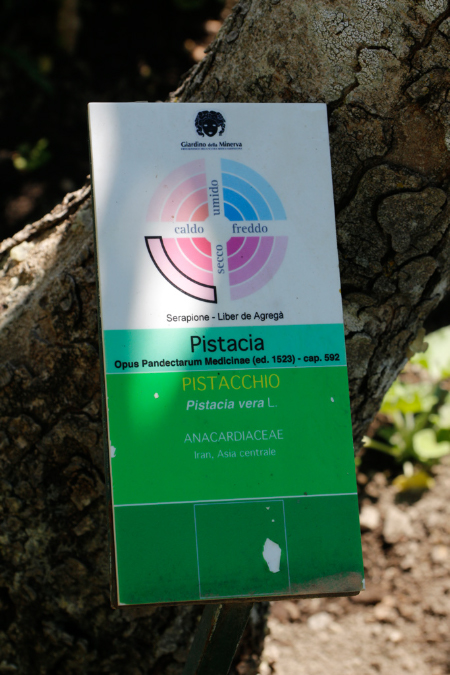 Giardino della Minerva
umido
caldo freddo
secco
Serapione - Liber de Agregà
Pistacia
Opus Pandectarum Medicinae (ed. 1523) - cap. 592
PISTACCHIO
Pistacia vera L.
ANACARDIACEAE
Iran, Asia centrale